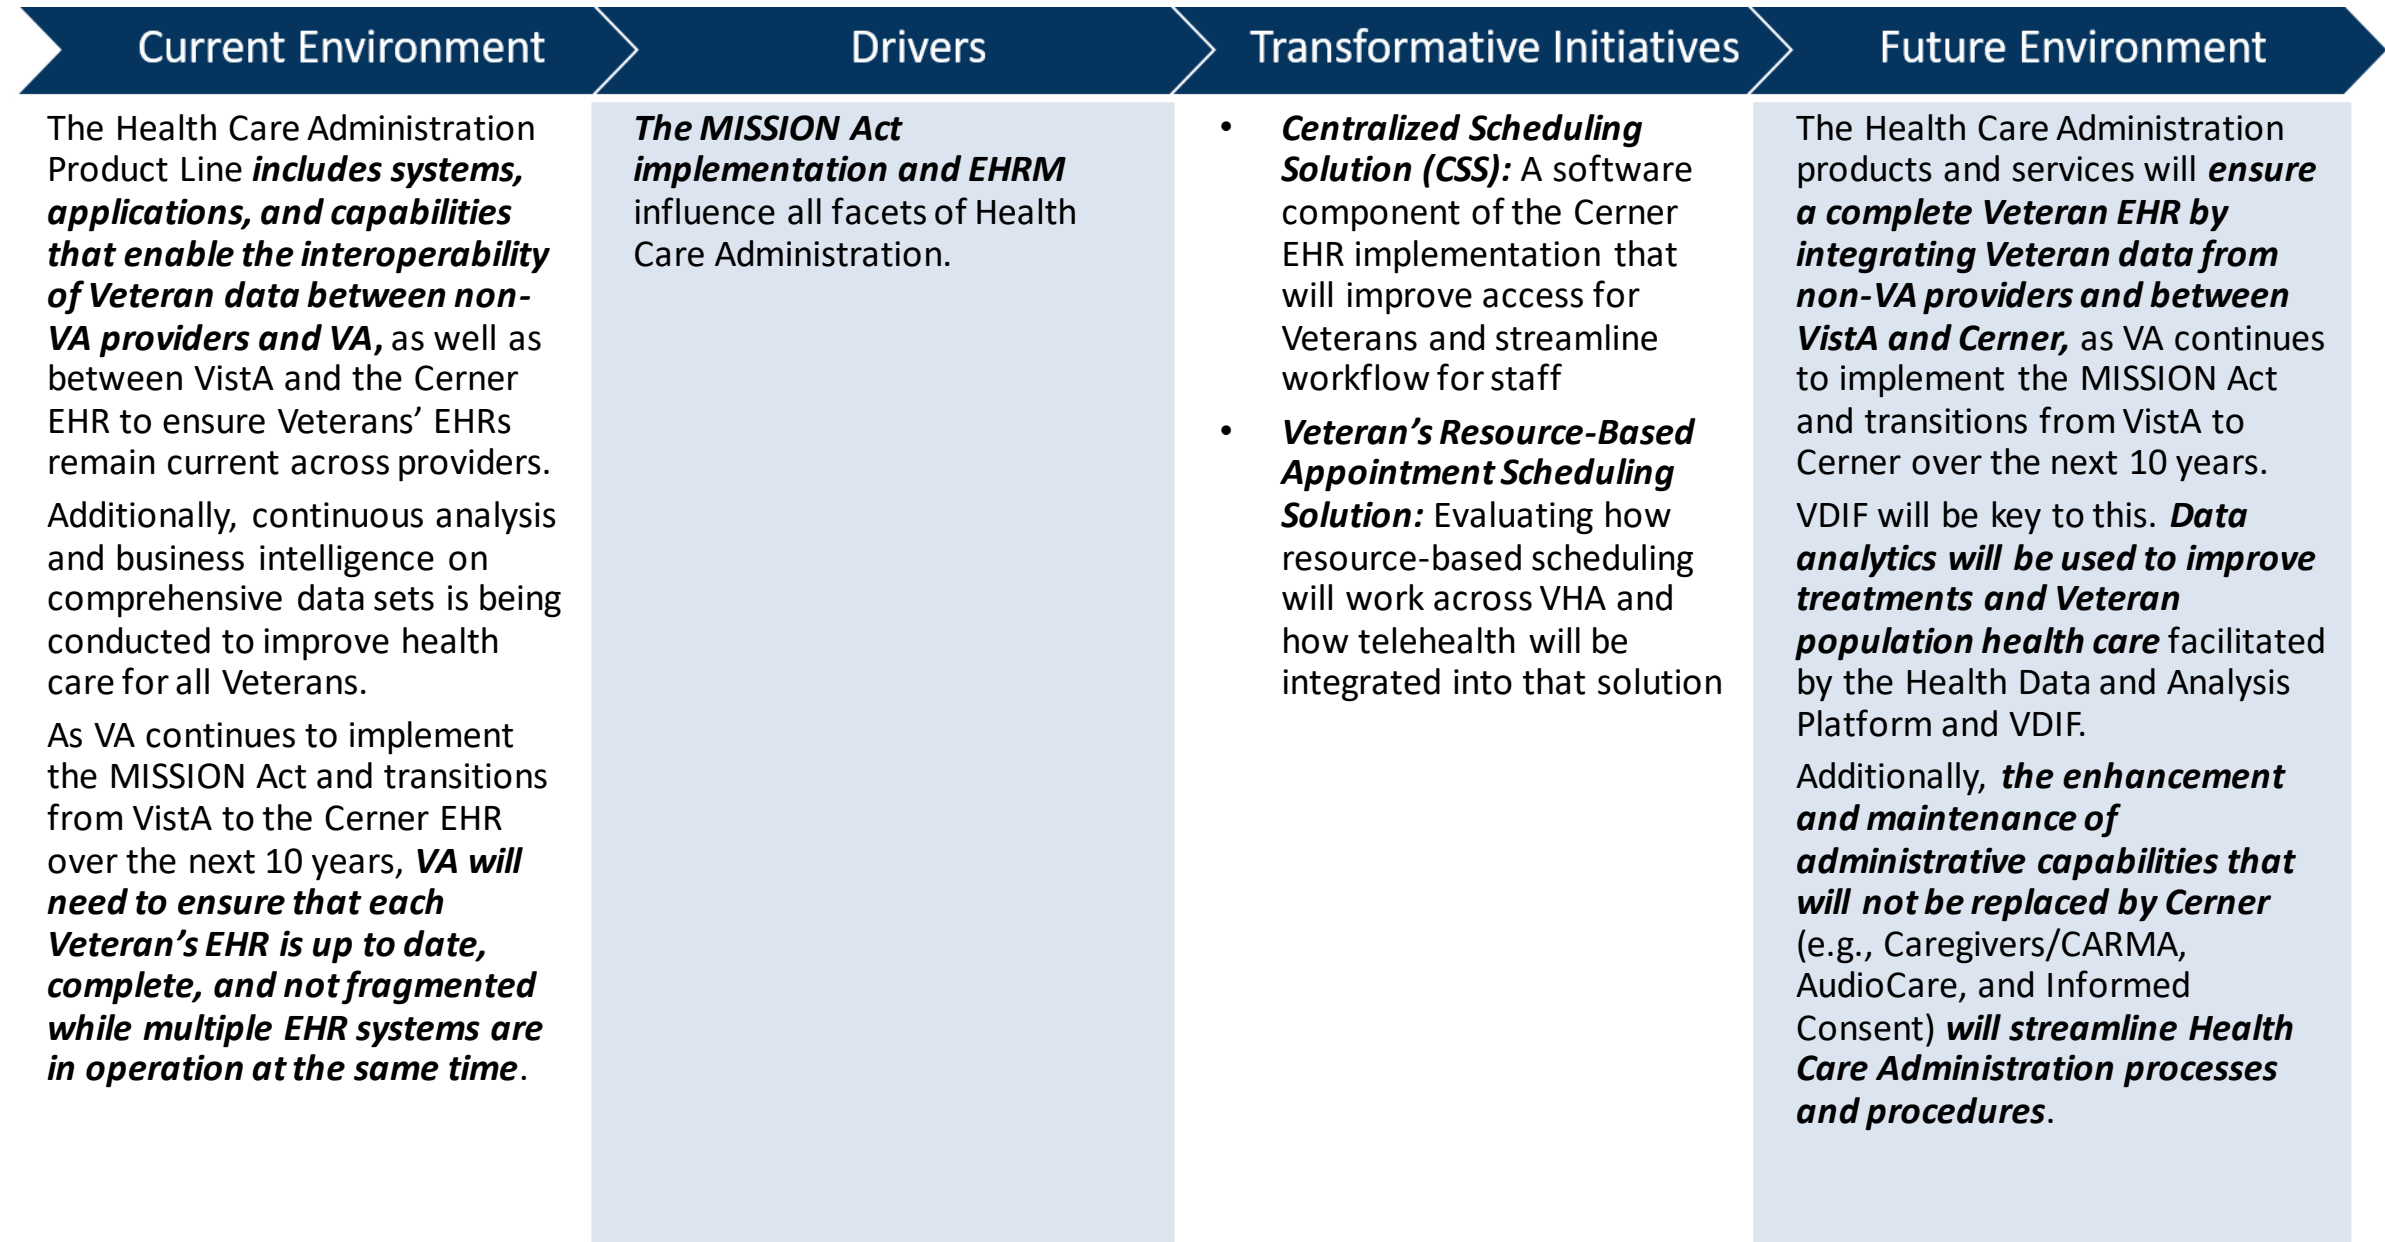 Current Environment
Drivers
Transformative Initiatives
Future Environment
The Health Care Administration
Product Line includes systems,
applications, and capabilities
that enable the interoperability
of Veteran data between non-
VA providers and VA, as well as
between VistA and the Cerner
EHR to ensure Veterans’ EHRs
remain current across providers.
Additionally, continuous analysis
and business intelligence on
comprehensive data sets is being
conducted to improve health
care for all Veterans.
As VA continues to implement
the MISSION Act and transitions
from VistA to the Cerner EHR
over the next 10 years, VA will
need to ensure that each
Veteran’s EHR is up to date,
complete, and not fragmented
while multiple EHR systems are
in operation at the same time.
The MISSION Act
implementation and EHRM
influence all facets of Health
Care Administration.
• Centralized Scheduling
Solution (CSS): A software
component of the Cerner
EHR implementation that
will improve access for
Veterans and streamline
workflow for staff
• Veteran’s Resource-Based
Appointment Scheduling
Solution: Evaluating how
resource-based scheduling
will work across VHA and
how telehealth will be
integrated into that solution
The Health Care Administration
products and services will ensure
a complete Veteran EHR by
integrating Veteran data from
non-VA providers and between
VistA and Cerner, as VA continues
to implement the MISSION Act
and transitions from VistA to
Cerner over the next 10 years.
VDIF will be key to this. Data
analytics will be used to improve
treatments and Veteran
population health care facilitated
by the Health Data and Analysis
Platform and VDIF.
Additionally, the enhancement
and maintenance of
administrative capabilities that
will not be replaced by Cerner
(e.g., Caregivers/CARMA,
AudioCare, and Informed
Consent) will streamline Health
Care Administration processes
and procedures.